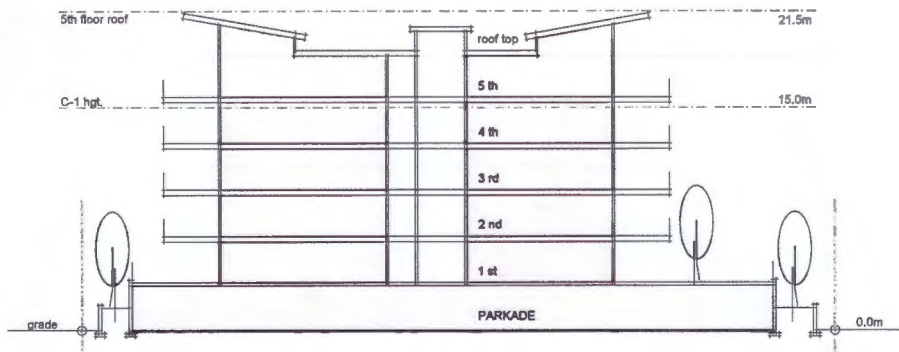 5th floor roof
21.5m
roof top
5 th
C-1 hgt.
15.0m
4 th
3 rd
2 nd
1 st
PARKADE
grade
0.0m